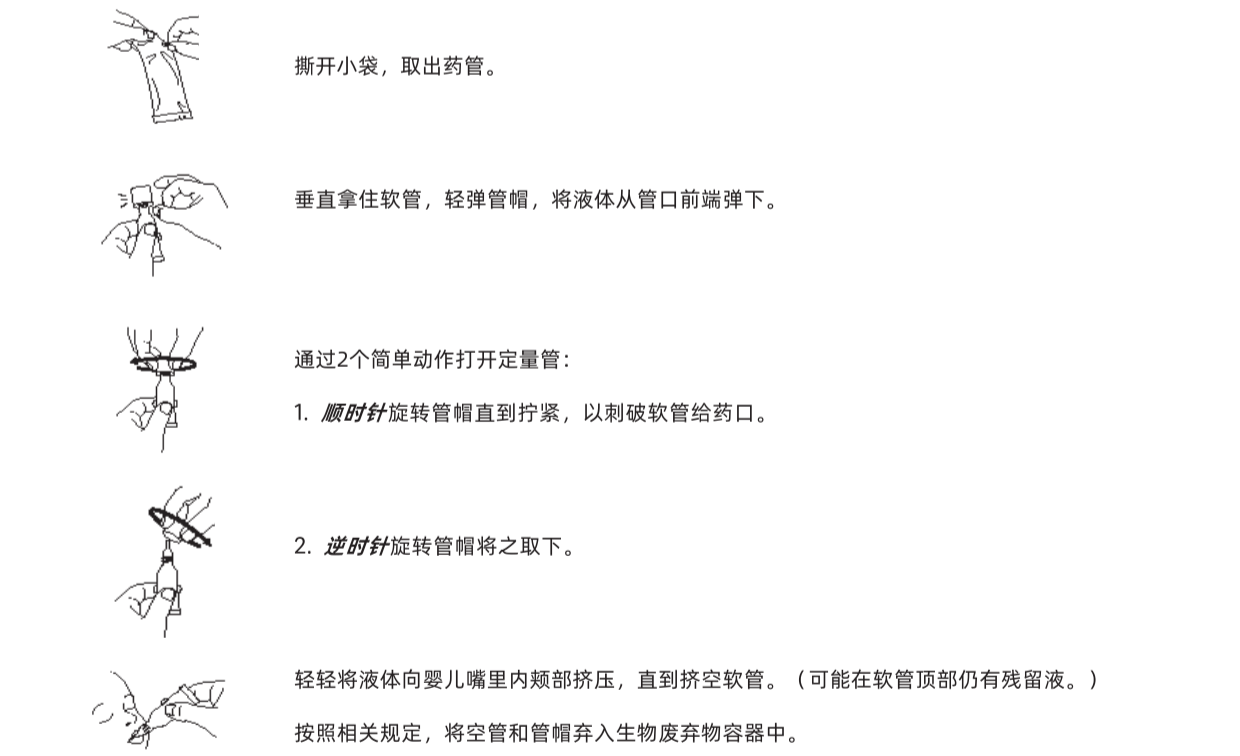 撕开小袋，取出药管。
垂直拿住软管，轻弹管帽，将液体从管口前端弹下。
通过2个简单动作打开定量管：
1. 顺时针旋转管帽直到拧紧，以刺破软管给药口。
2. 逆时针旋转管帽将之取下。
轻轻将液体向婴儿嘴里内颊部挤压，直到挤空软管。（可能在软管顶部仍有残留液。）
按照相关规定，将空管和管帽弃入生物废弃物容器中。